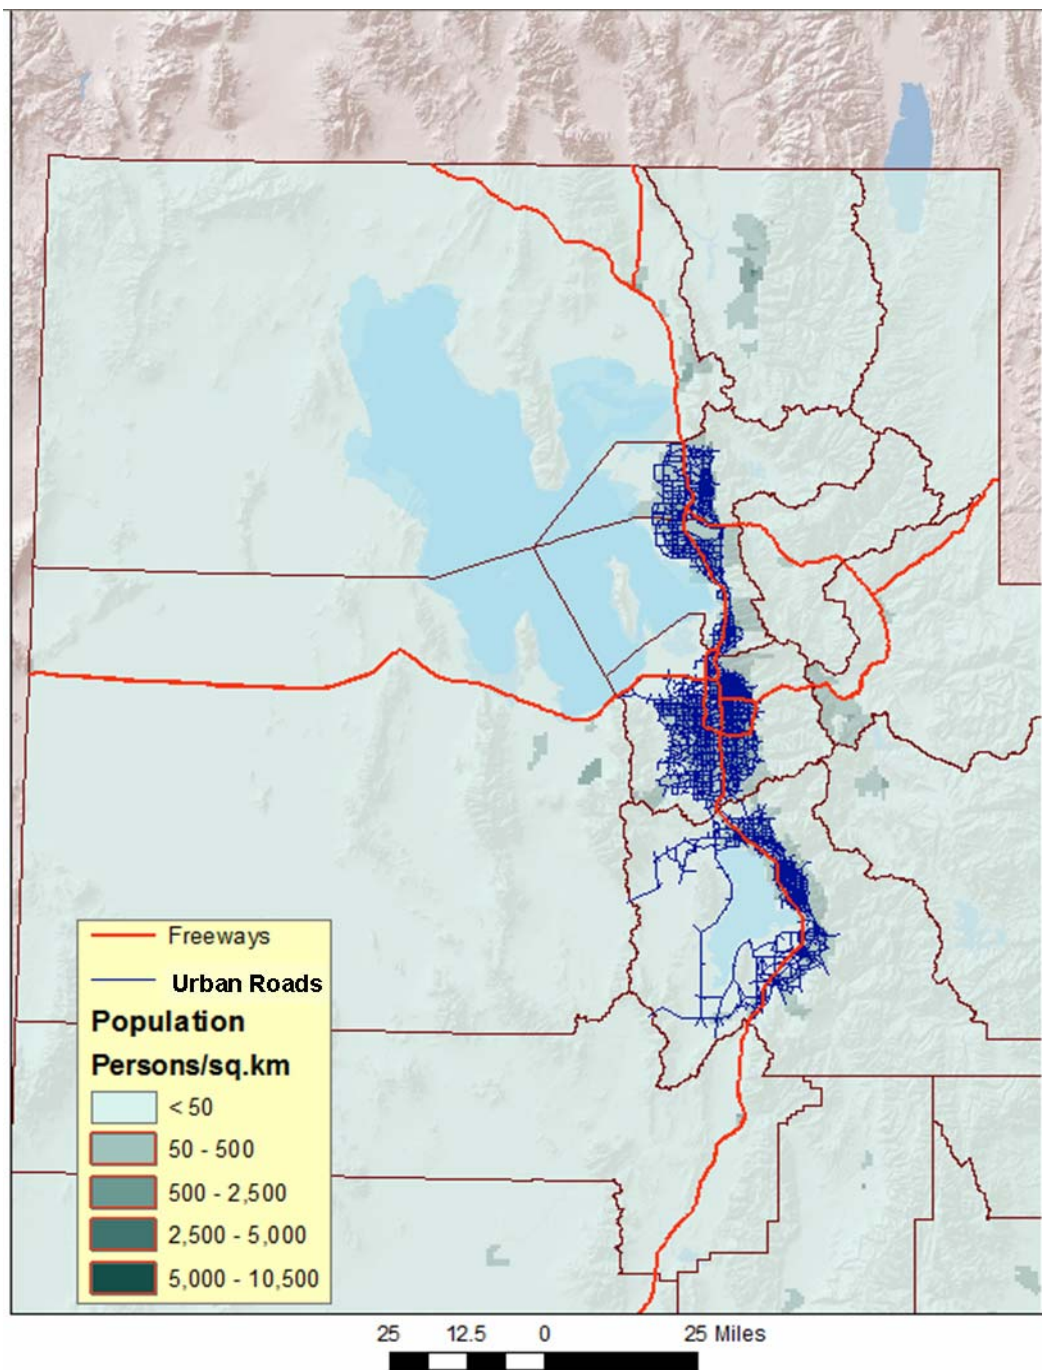 Freeways
Urban Roads
Population
Persons/sq.km
< 50
50 - 500
500 - 2,500
2,500 - 5,000
5,000 - 10,500
25 12.5 0 25 Miles